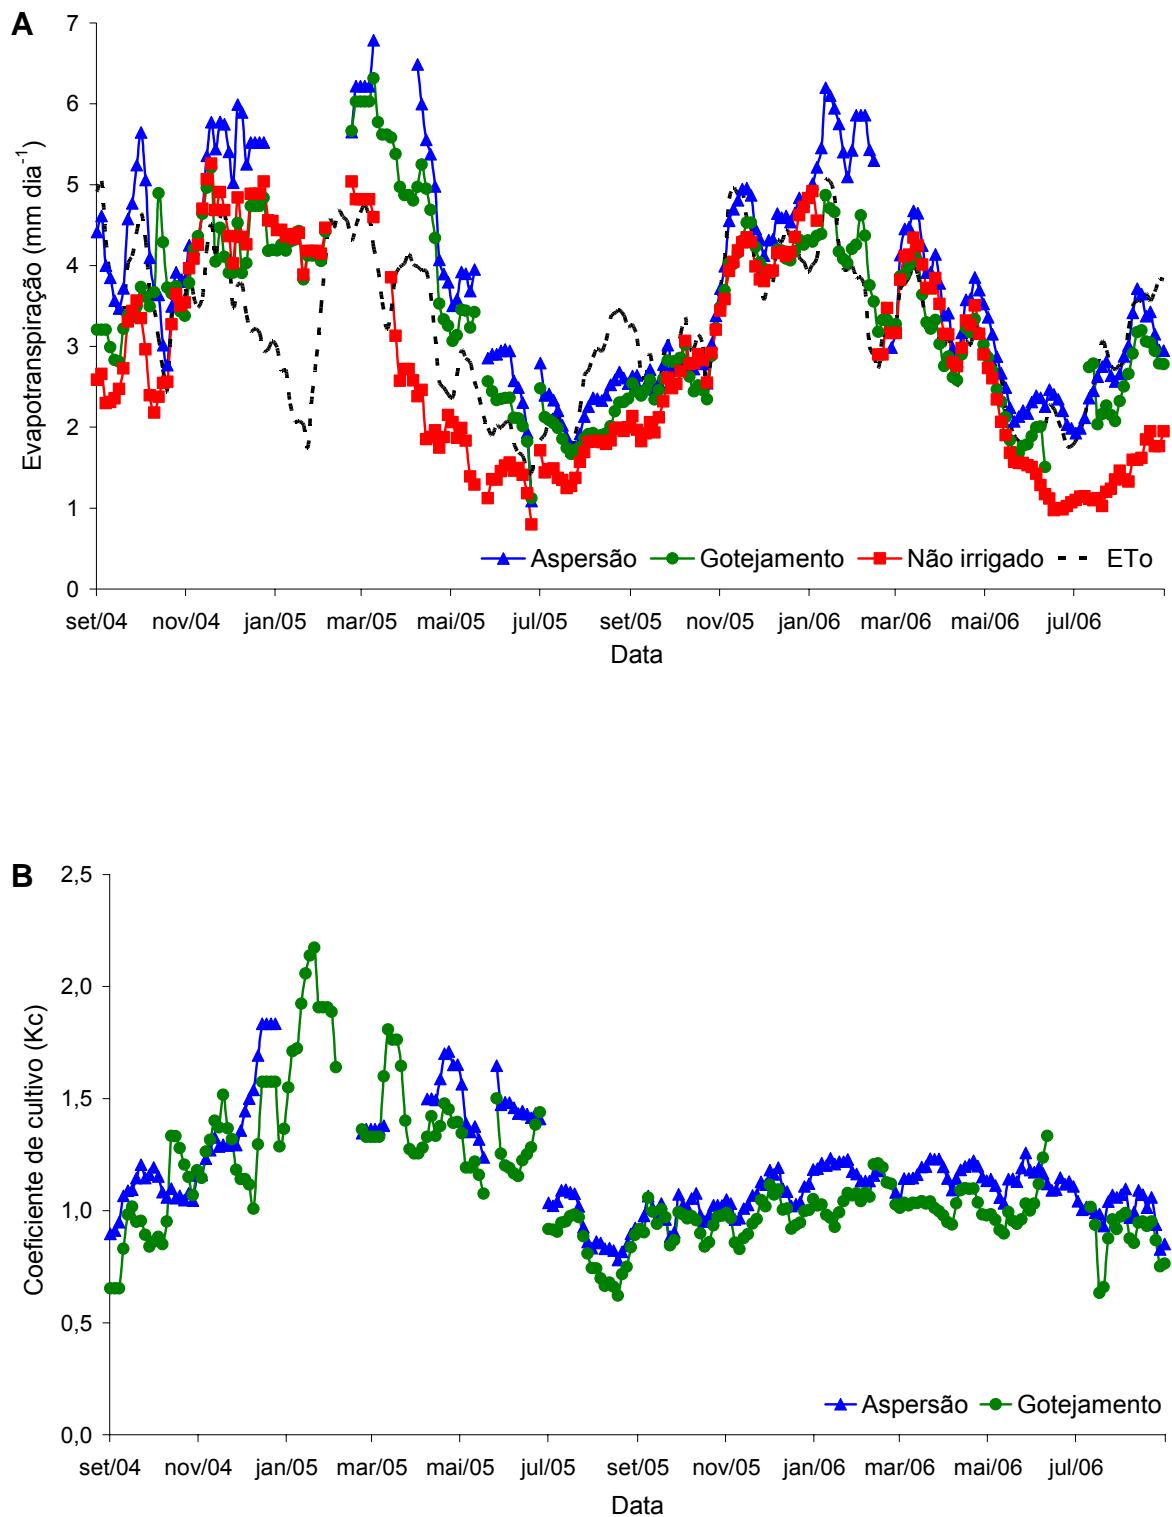 A
7
6
5
4
3
2
1
0
Evapotranspiração (mm dia⁻¹)
Aspersão Gotejamento Não irrigado ETo
set/04 nov/04 jan/05 mar/05 mai/05 jul/05 set/05 nov/05 jan/06 mar/06 mai/06 jul/06
Data
B
2,5
2,0
1,5
1,0
0,5
0,0
Coeficiente de cultivo (Kc)
Aspersão Gotejamento
set/04 nov/04 jan/05 mar/05 mai/05 jul/05 set/05 nov/05 jan/06 mar/06 mai/06 jul/06
Data